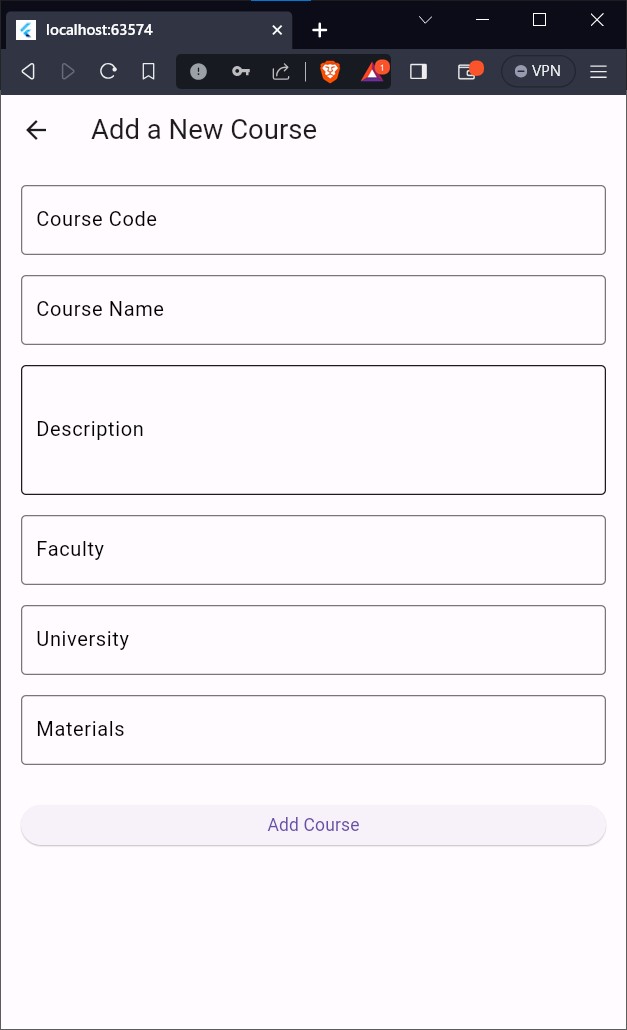 localhost:63574
1
VPN
Add a New Course
Course Code
Course Name
Description
Faculty
University
Materials
Add Course